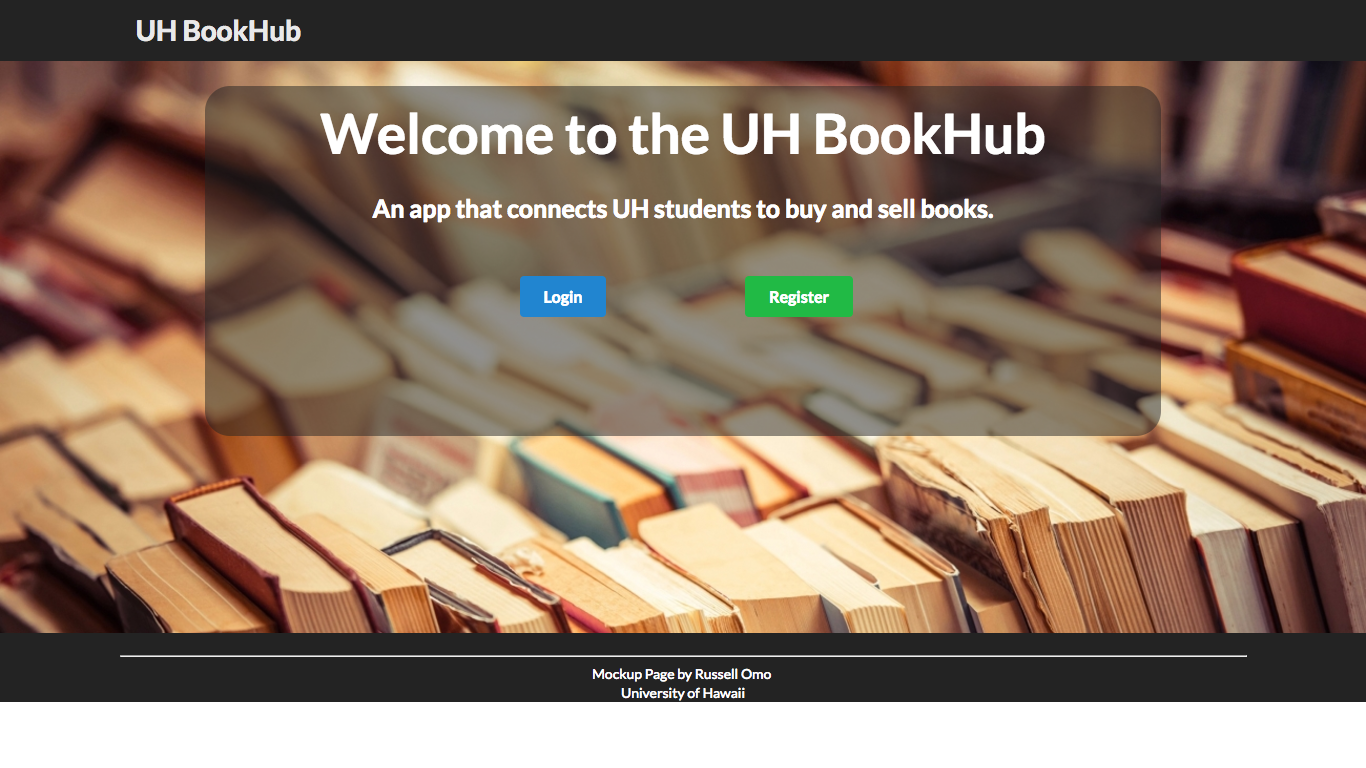 UH BookHub
Welcome to the UH BookHub
An app that connects UH students to buy and sell books.
Login
Register
Mockup Page by Russell Omo
University of Hawaii